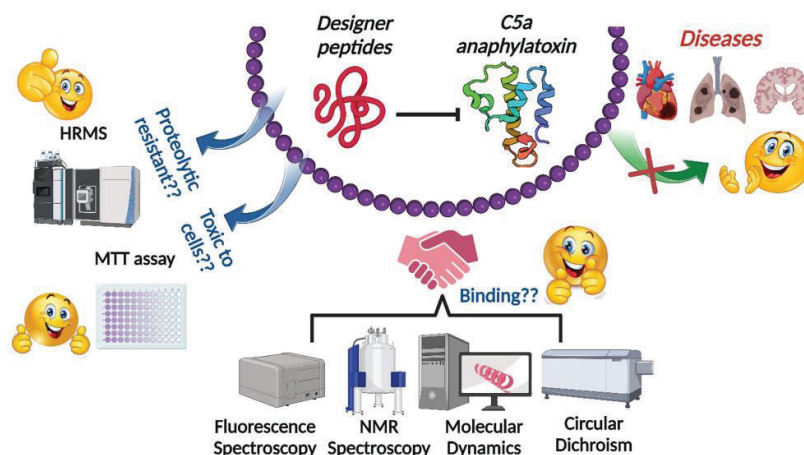 Designer
peptides
C5a
anaphylatoxin
Diseases
HRMS
Proteolytic
resistant??
Toxic to
cells??
MTT assay
Binding??
Fluorescence
Spectroscopy
NMR
Spectroscopy
Molecular
Dynamics
Circular
Dichroism